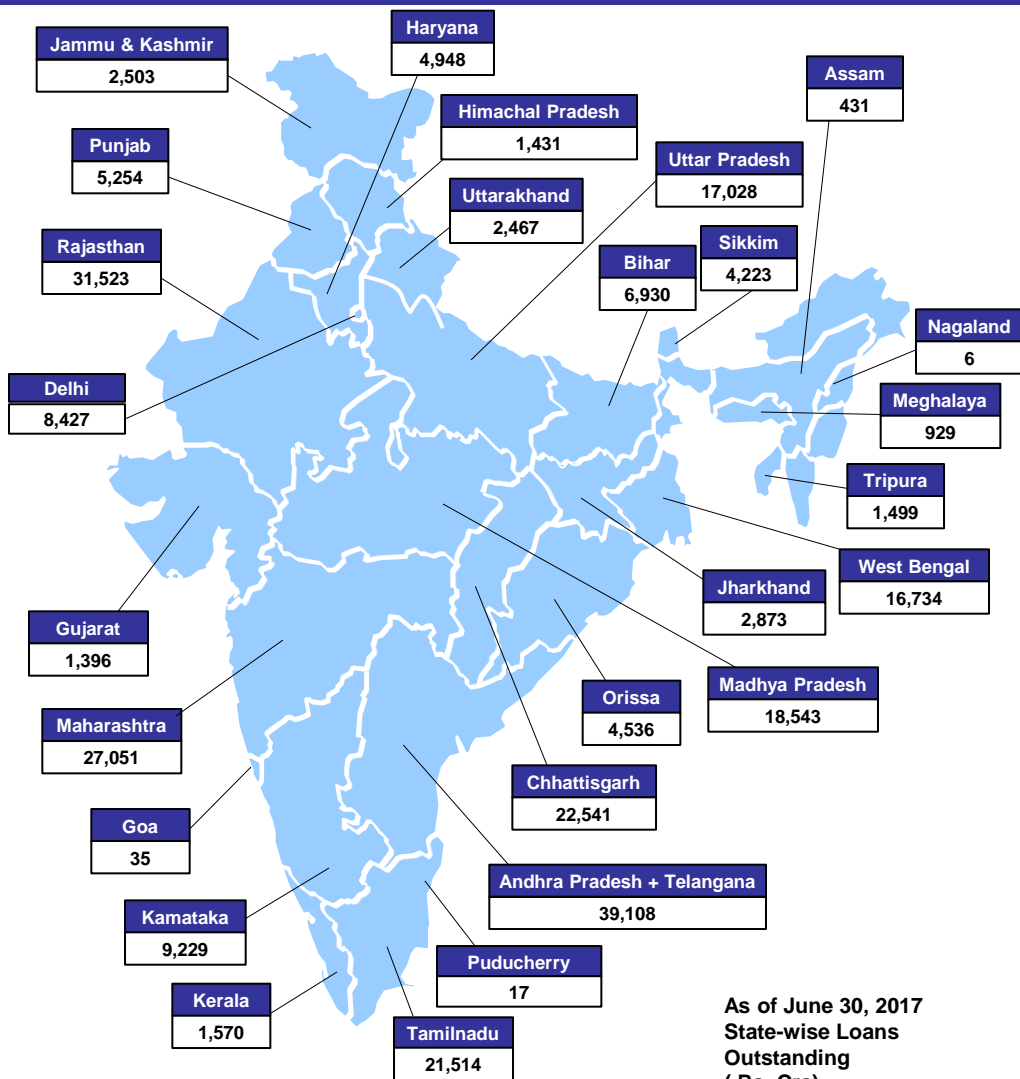 Haryana
4,948
Jammu & Kashmir
2,503
Assam
431
Himachal Pradesh
1,431
Punjab
5,254
Uttar Pradesh
17,028
Uttarakhand
2,467
Rajasthan
31,523
Sikkim
4,223
Bihar
6,930
Nagaland
6
Delhi
8,427
Meghalaya
929
Tripura
1,499
West Bengal
16,734
Jharkhand
2,873
Gujarat
1,396
Madhya Pradesh
18,543
Orissa
4,536
Maharashtra
27,051
Chhattisgarh
22,541
Goa
35
Andhra Pradesh + Telangana
39,108
Kamataka
9,229
Puducherry
17
Kerala
1,570
Tamilnadu
21,514
As of June 30, 2017
State-wise Loans
Outstanding
( Rs. Crs)